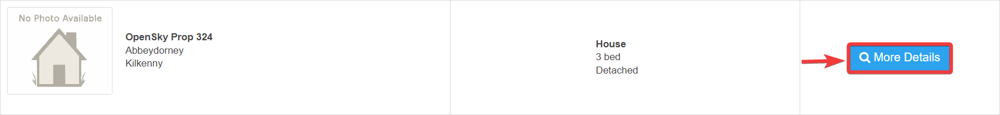 No Photo Available
OpenSky Prop 324
Abbeydorney
Kilkenny
House
3 bed
Detached
More Details